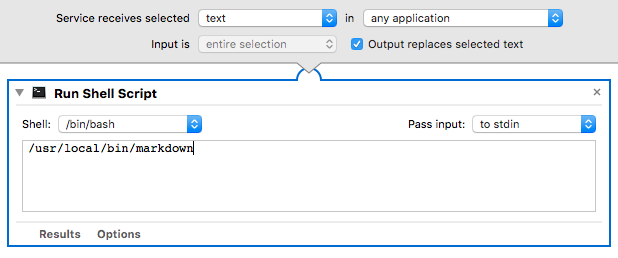 Service receives selected text in any application
Input is entire selection Output replaces selected text
Run Shell Script
Shell: /bin/bash Pass input: to stdin
/usr/local/bin/markdown
Results Options